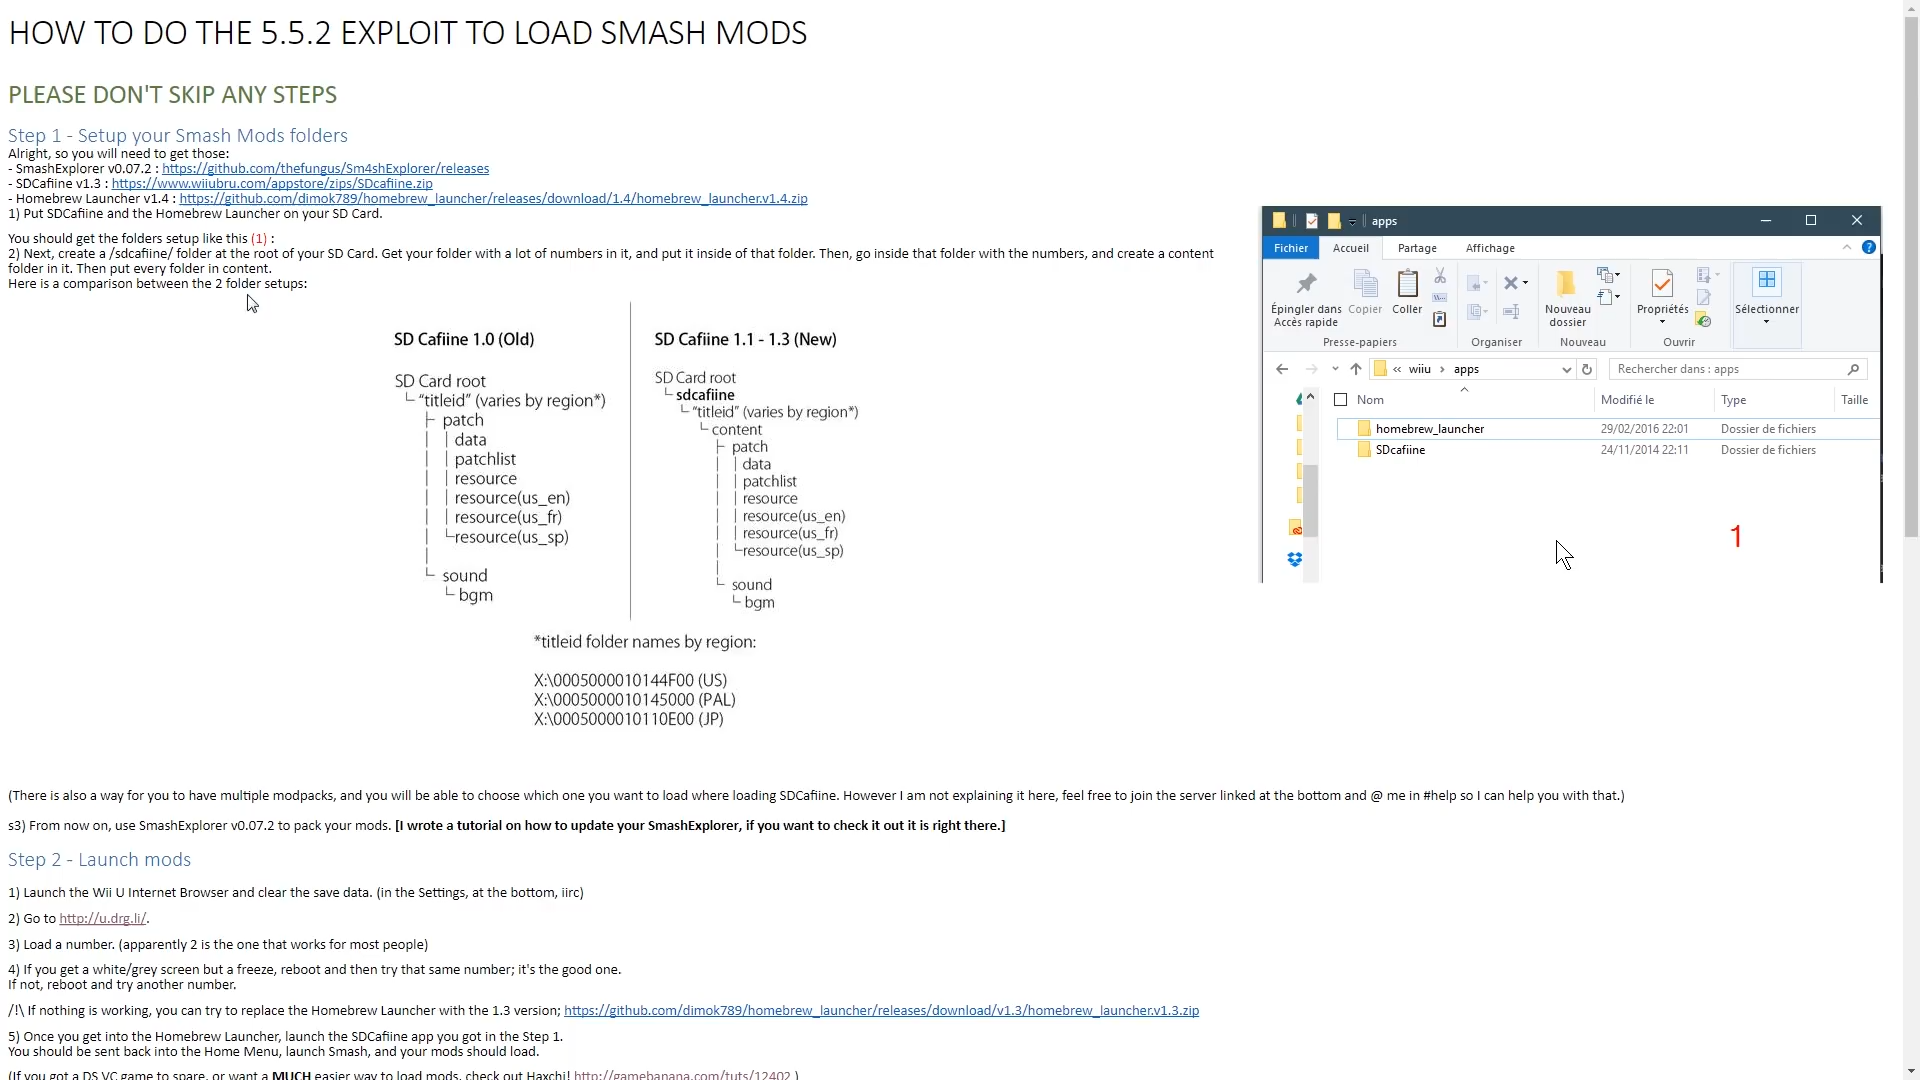 HOW TO DO THE 5.5.2 EXPLOIT TO LOAD SMASH MODS
PLEASE DON'T SKIP ANY STEPS
Step 1 - Setup your Smash Mods folders
Alright, so you will need to get those:
- SmashExplorer v0.07.2 : https://github.com/thefungus/Sm4shExplorer/releases
- SDCafiine v1.3 : https://www.wiiubru.com/appstore/zips/SDcafiine.zip
- Homebrew Launcher v1.4 : https://github.com/dimok789/homebrew_launcher/releases/download/1.4/homebrew_launcher.v1.4.zip
1) Put SDCafiine and the Homebrew Launcher on your SD Card.
You should get the folders setup like this (1) :
2) Next, create a /sdcafiine/ folder at the root of your SD Card. Get your folder with a lot of numbers in it, and put it inside of that folder. Then, go inside that folder with the numbers, and create a content
folder in it. Then put every folder in content.
Here is a comparison between the 2 folder setups:
SD Cafiine 1.0 (Old)
SD Card root
"titleid" (varies by region*)
patch
data
patchlist
resource
resource(us_en)
resource(us_fr)
resource(us_sp)
sound
bgm
SD Cafiine 1.1 - 1.3 (New)
SD Card root
sdcafiine
"titleid" (varies by region*)
content
patch
data
patchlist
resource
resource(us_en)
resource(us_fr)
resource(us_sp)
sound
bgm
*titleid folder names by region:
X:\0005000010144F00 (US)
X:\0005000010145000 (PAL)
X:\0005000010110E00 (JP)
apps
Fichier Accueil Partage Affichage
Épingler dans
Accès rapide
Copier
Coller
Nouveau
dossier
Propriétés
Sélectionner
Presse-papiers Organiser Nouveau Ouvrir
« wiiu > apps
Rechercher dans : apps
Nom Modifié le Type Taille
homebrew_launcher 29/02/2016 22:01 Dossier de fichiers
SDcafiine 24/11/2014 22:11 Dossier de fichiers
1
(There is also a way for you to have multiple modpacks, and you will be able to choose which one you want to load where loading SDCafiine. However I am not explaining it here, feel free to join the server linked at the bottom and @ me in #help so I can help you with that.)
s3) From now on, use SmashExplorer v0.07.2 to pack your mods. [I wrote a tutorial on how to update your SmashExplorer, if you want to check it out it is right there.]
Step 2 - Launch mods
1) Launch the Wii U Internet Browser and clear the save data. (in the Settings, at the bottom, iirc)
2) Go to http://u.drg.li/.
3) Load a number. (apparently 2 is the one that works for most people)
4) If you get a white/grey screen but a freeze, reboot and then try that same number; it's the good one.
If not, reboot and try another number.
/!\ If nothing is working, you can try to replace the Homebrew Launcher with the 1.3 version; https://github.com/dimok789/homebrew_launcher/releases/download/v1.3/homebrew_launcher.v1.3.zip
5) Once you get into the Homebrew Launcher, launch the SDCafiine app you got in the Step 1.
You should be sent back into the Home Menu, launch Smash, and your mods should load.
(If you got a DS VC game to spare, or want a MUCH easier way to load mods, check out Haxchi! http://gamebanana.com/tuts/12402 )